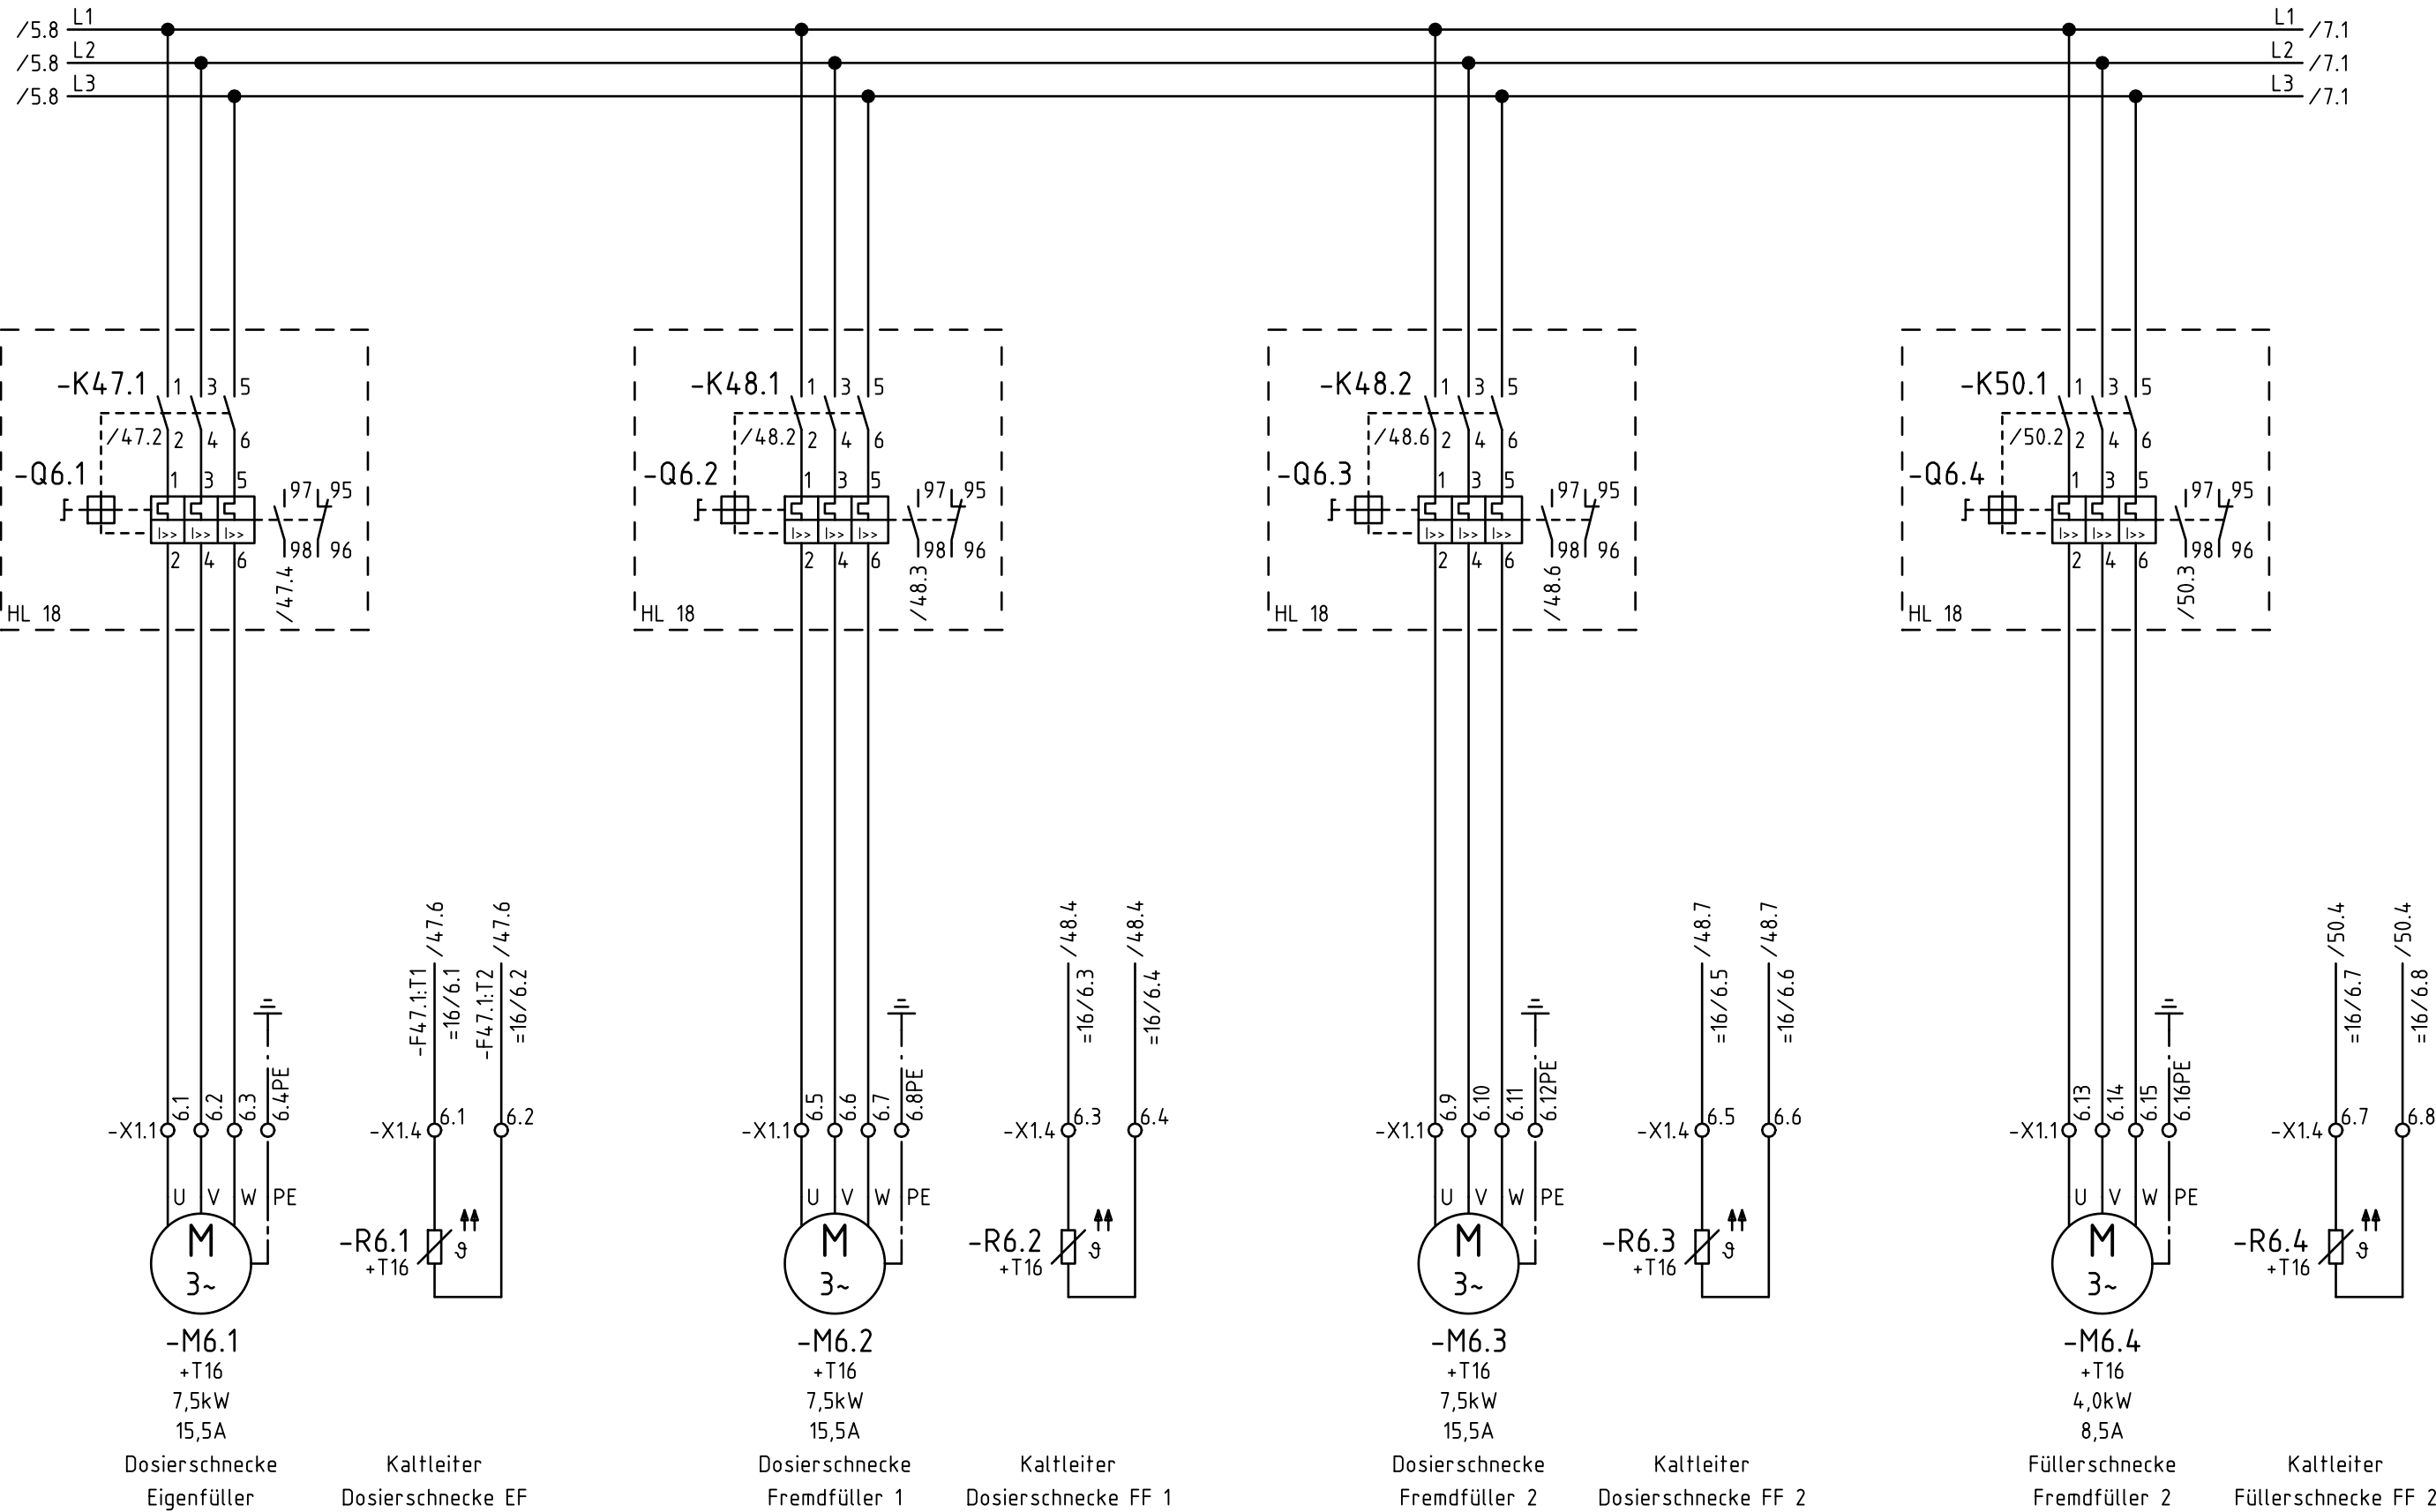 L1 L1
/5.8 /7.1
L2 L2
/5.8 /7.1
L3 L3
/5.8 /7.1
-K47.1 1 3 5
/47.2 2 4 6
-Q6.1 1 3 5 97 95
I>> I>> I>>
2 4 6 98 96
/47.4
HL 18
-K48.1 1 3 5
/48.2 2 4 6
-Q6.2 1 3 5 97 95
I>> I>> I>>
2 4 6 98 96
/48.3
HL 18
-K48.2 1 3 5
/48.6 2 4 6
-Q6.3 1 3 5 97 95
I>> I>> I>>
2 4 6 98 96
/48.6
HL 18
-K50.1 1 3 5
/50.2 2 4 6
-Q6.4 1 3 5 97 95
I>> I>> I>>
2 4 6 98 96
/50.3
HL 18
/47.6 /47.6
-F47.1:T1 =16/6.1 -F47.1:T2 =16/6.2
-X1.1 6.1 6.2 6.3 6.4PE
-X1.4 6.1 6.2
U V W PE
M
3~
-R6.1
+T16
ϑ
-M6.1
+T16
7,5kW
15,5A
Dosierschnecke
Eigenfüller
Kaltleiter
Dosierschnecke EF
/48.4 /48.4
=16/6.3 =16/6.4
-X1.1 6.5 6.6 6.7 6.8PE
-X1.4 6.3 6.4
U V W PE
M
3~
-R6.2
+T16
ϑ
-M6.2
+T16
7,5kW
15,5A
Dosierschnecke
Fremdfüller 1
Kaltleiter
Dosierschnecke FF 1
/48.7 /48.7
=16/6.5 =16/6.6
-X1.1 6.9 6.10 6.11 6.12PE
-X1.4 6.5 6.6
U V W PE
M
3~
-R6.3
+T16
ϑ
-M6.3
+T16
7,5kW
15,5A
Dosierschnecke
Fremdfüller 2
Kaltleiter
Dosierschnecke FF 2
/50.4 /50.4
=16/6.7 =16/6.8
-X1.1 6.13 6.14 6.15 6.16PE
-X1.4 6.7 6.8
U V W PE
M
3~
-R6.4
+T16
ϑ
-M6.4
+T16
4,0kW
8,5A
Füllerschnecke
Fremdfüller 2
Kaltleiter
Füllerschnecke FF 2